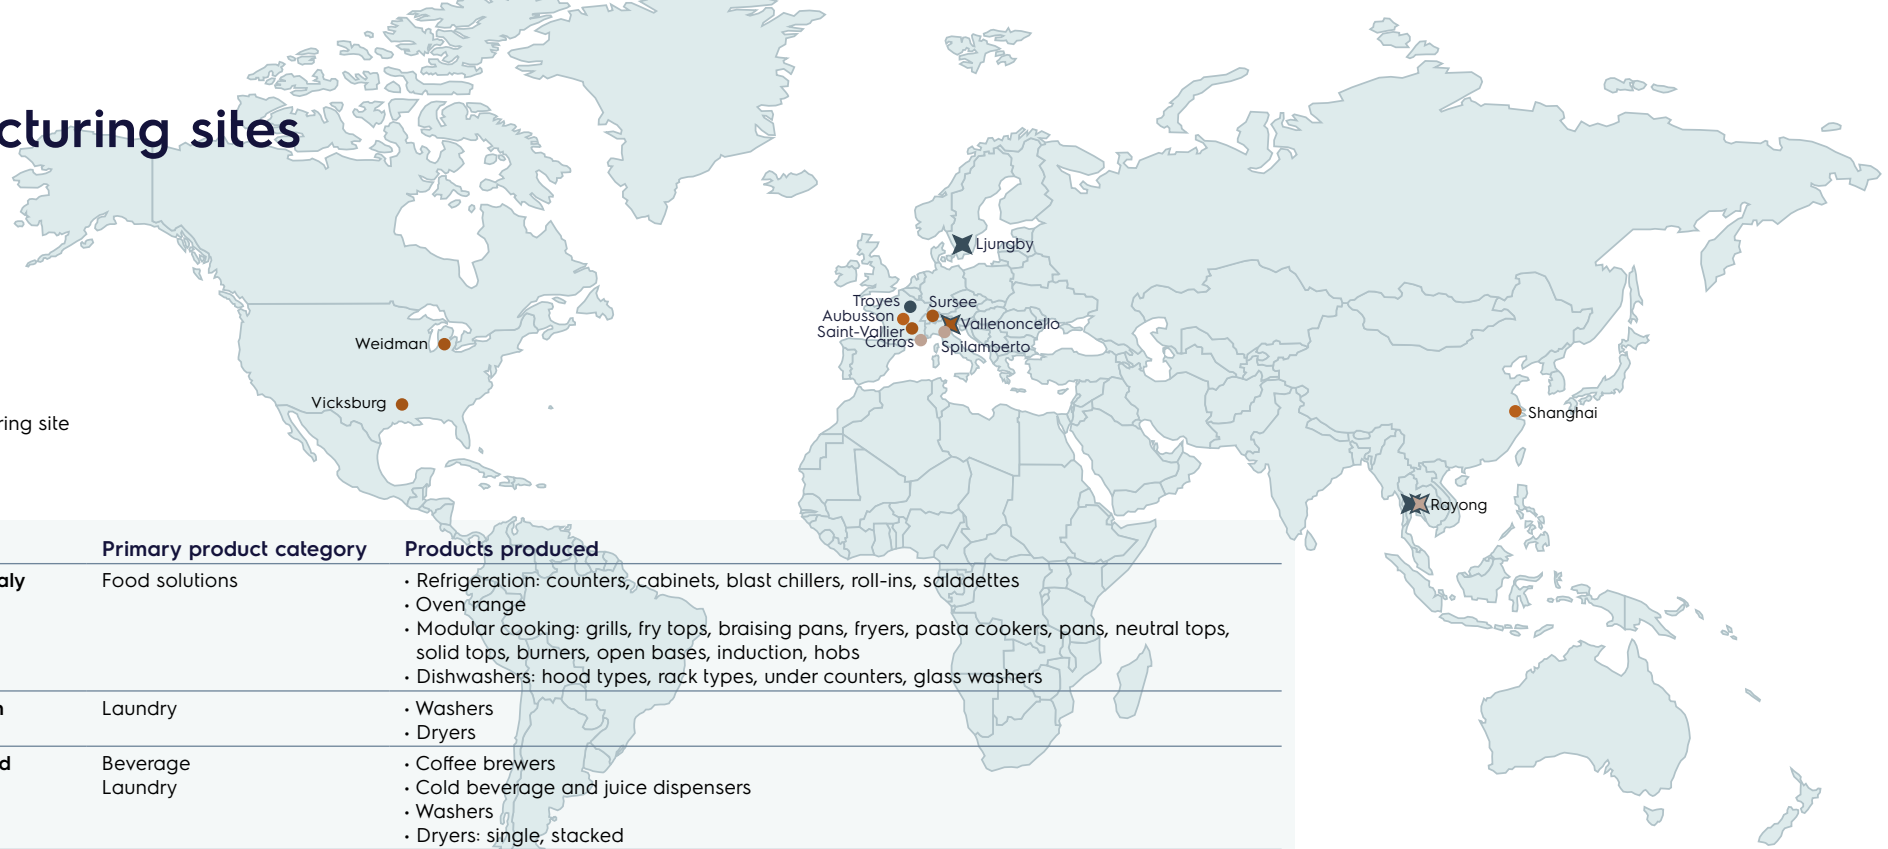 cturing sites
Ljungby
Troyes
Sursee
Aubusson
Vallenoncello
Saint-Vallier
Carros
Spilamberto
Weidman
Vicksburg
Shanghai
ring site
Rayong
Primary product category Products produced
aly Food solutions • Refrigeration: counters, cabinets, blast chillers, roll-ins, saladettes
• Oven range
• Modular cooking: grills, fry tops, braising pans, fryers, pasta cookers, pans, neutral tops,
solid tops, burners, open bases, induction, hobs
• Dishwashers: hood types, rack types, under counters, glass washers
n Laundry • Washers
• Dryers
d Beverage • Coffee brewers
Laundry • Cold beverage and juice dispensers
• Washers
• Dryers: single, stacked